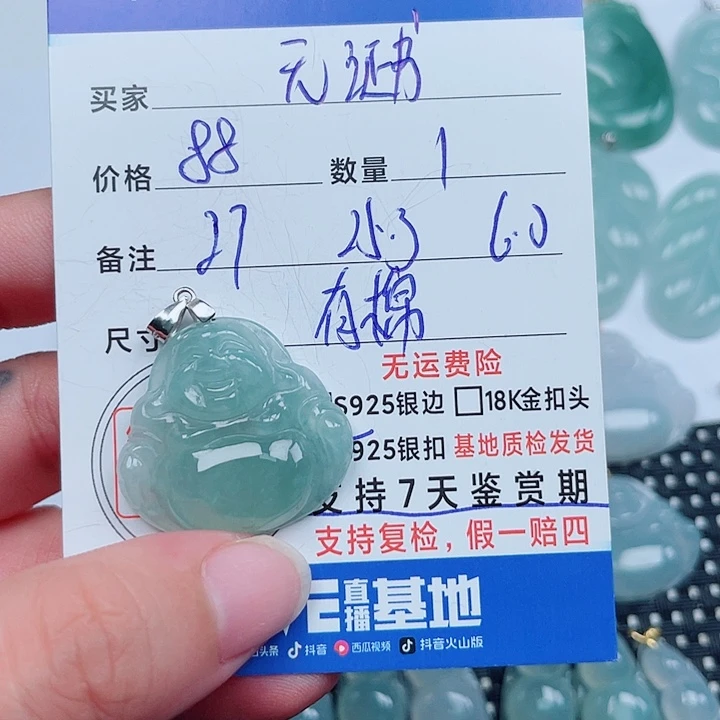 买家 无证书
价格 88 数量 1
备注 27 25.3 6.0
尺寸 有棉
无运费险
S925银边 □18K金扣头
925银扣 基地质检发货
支持7天鉴赏期
支持复检，假一赔四
直播基地
头条 抖音 西瓜视频 抖音火山版